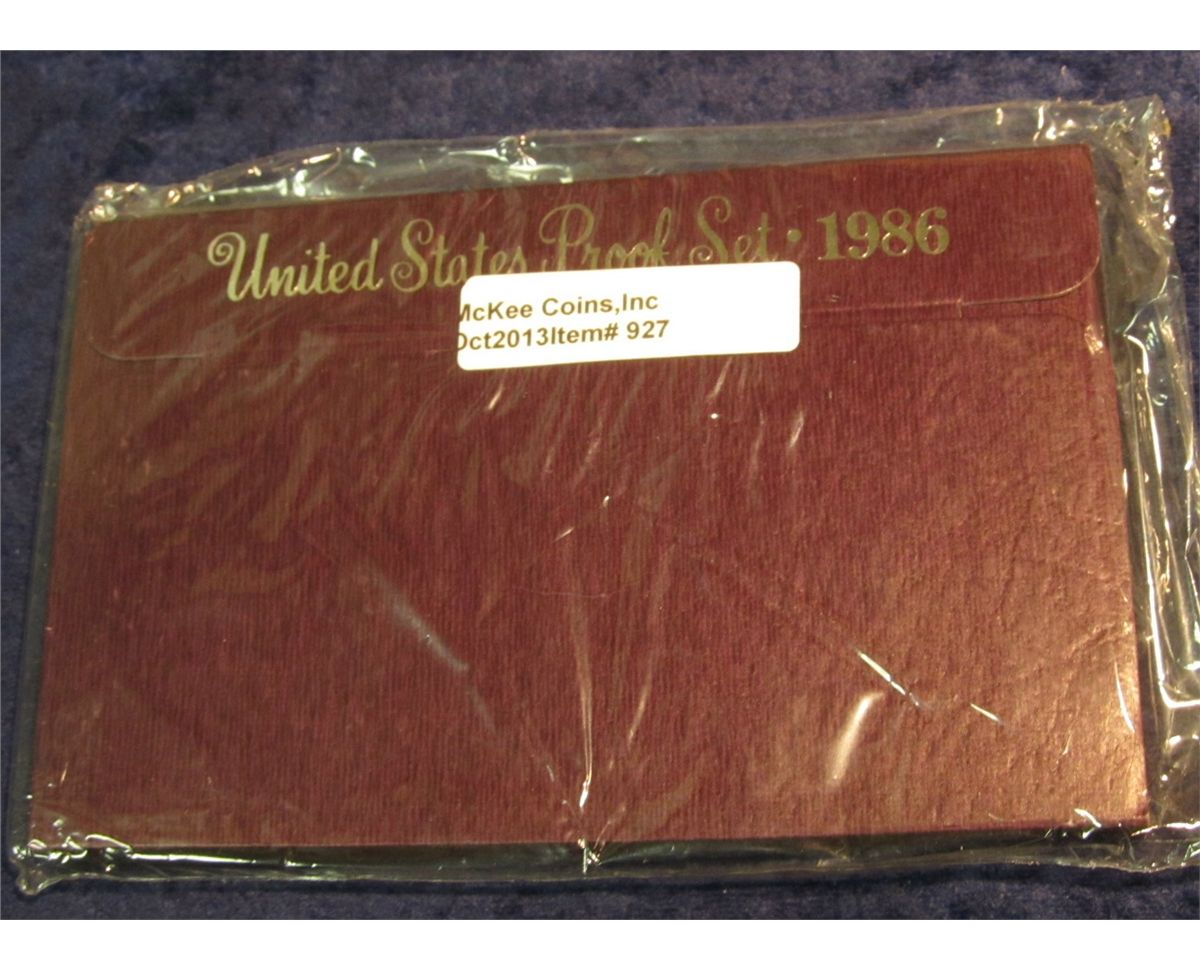 United States Proof Set · 1986
McKee Coins,Inc
Oct2013Item# 927